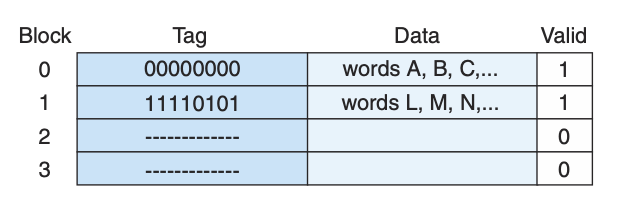 Block Tag Data Valid
0 00000000 words A, B, C,... 1
1 11110101 words L, M, N,... 1
2 ------------- 0
3 ------------- 0